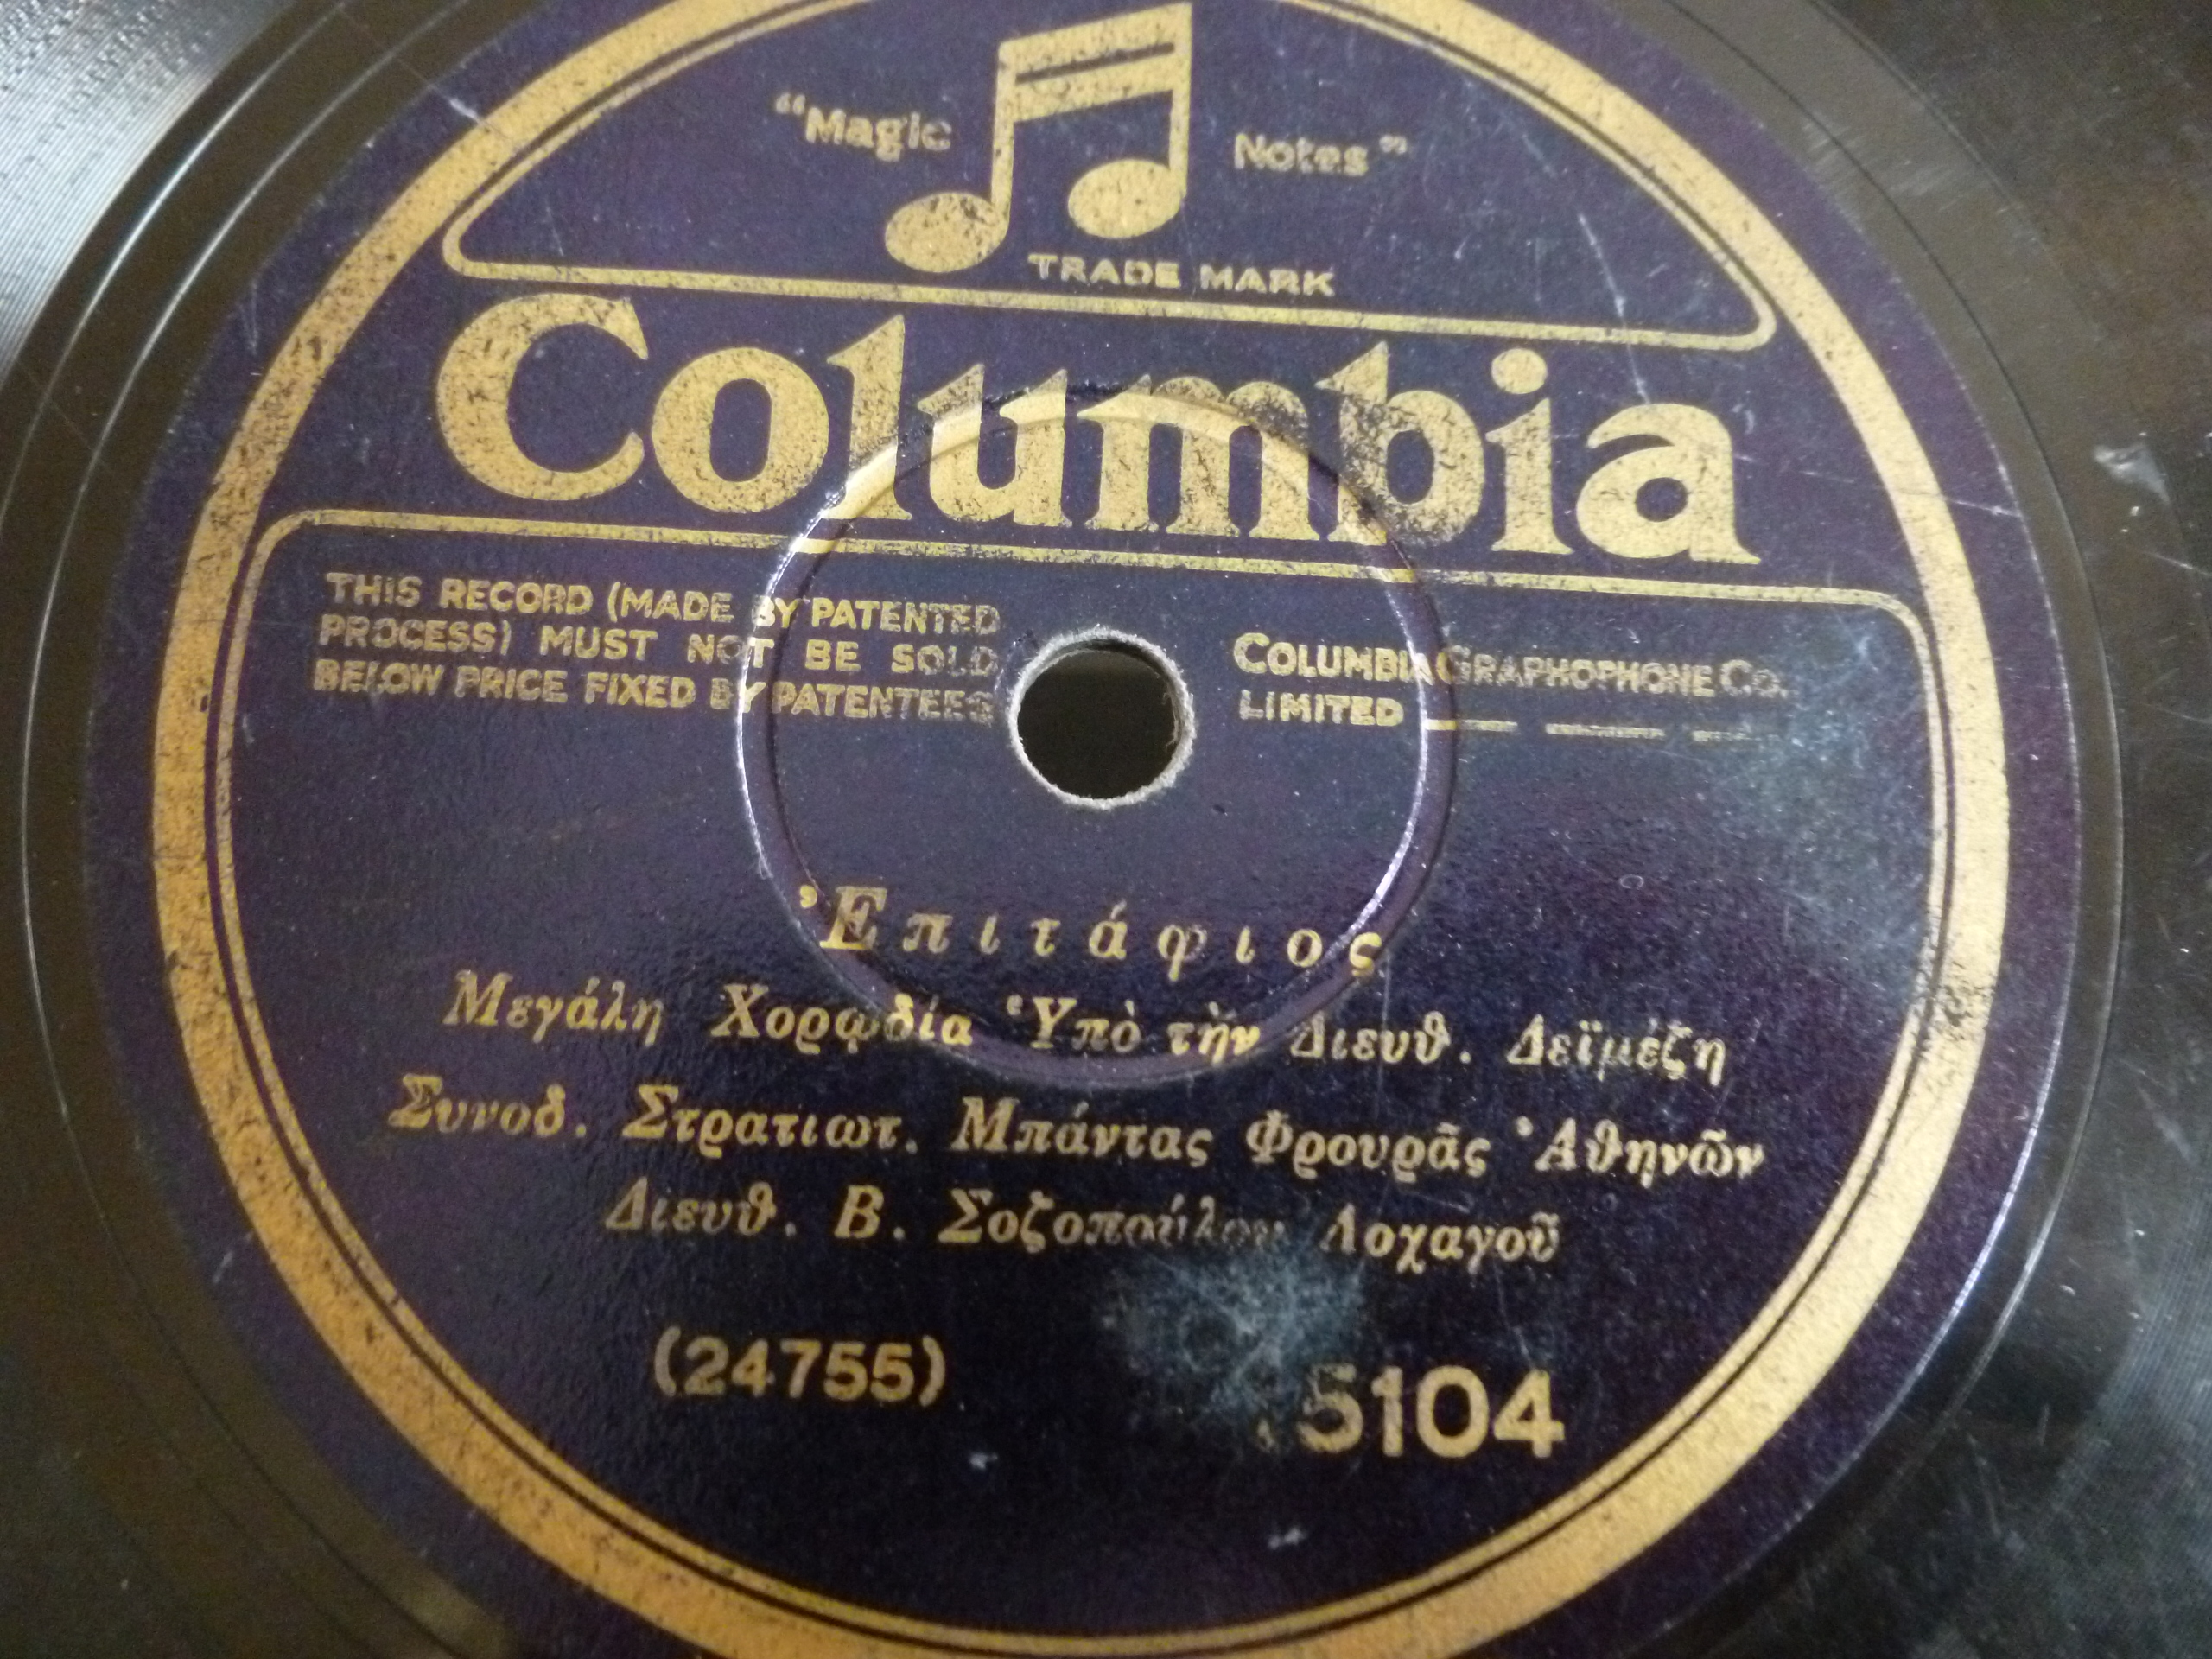 “Magic Notes”
TRADE MARK
Columbia
THIS RECORD (MADE BY PATENTED
PROCESS) MUST NOT BE SOLD
BELOW PRICE FIXED BY PATENTEES
COLUMBIA GRAPHOPHONE CO.
LIMITED
Ἐπιτάφιος
Μεγάλη Χορῳδία Ὑπὸ τὴν Διευθ. Δεϊμέζη
Συνοδ. Στρατιωτ. Μπάντας Φρουρᾶς Ἀθηνῶν
Διευθ. Β. Σοζοπούλου Λοχαγοῦ
(24755)
5104